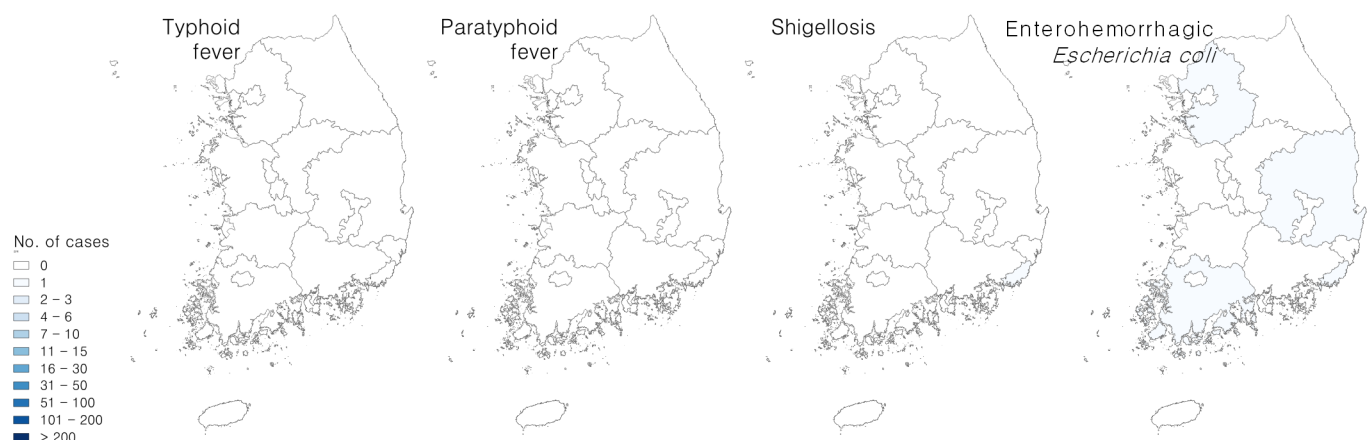 Typhoid
fever
Paratyphoid
fever
Shigellosis
Enterohemorrhagic
Escherichia coli
No. of cases
0
1
2 – 3
4 – 6
7 – 10
11 – 15
16 – 30
31 – 50
51 – 100
101 – 200
> 200